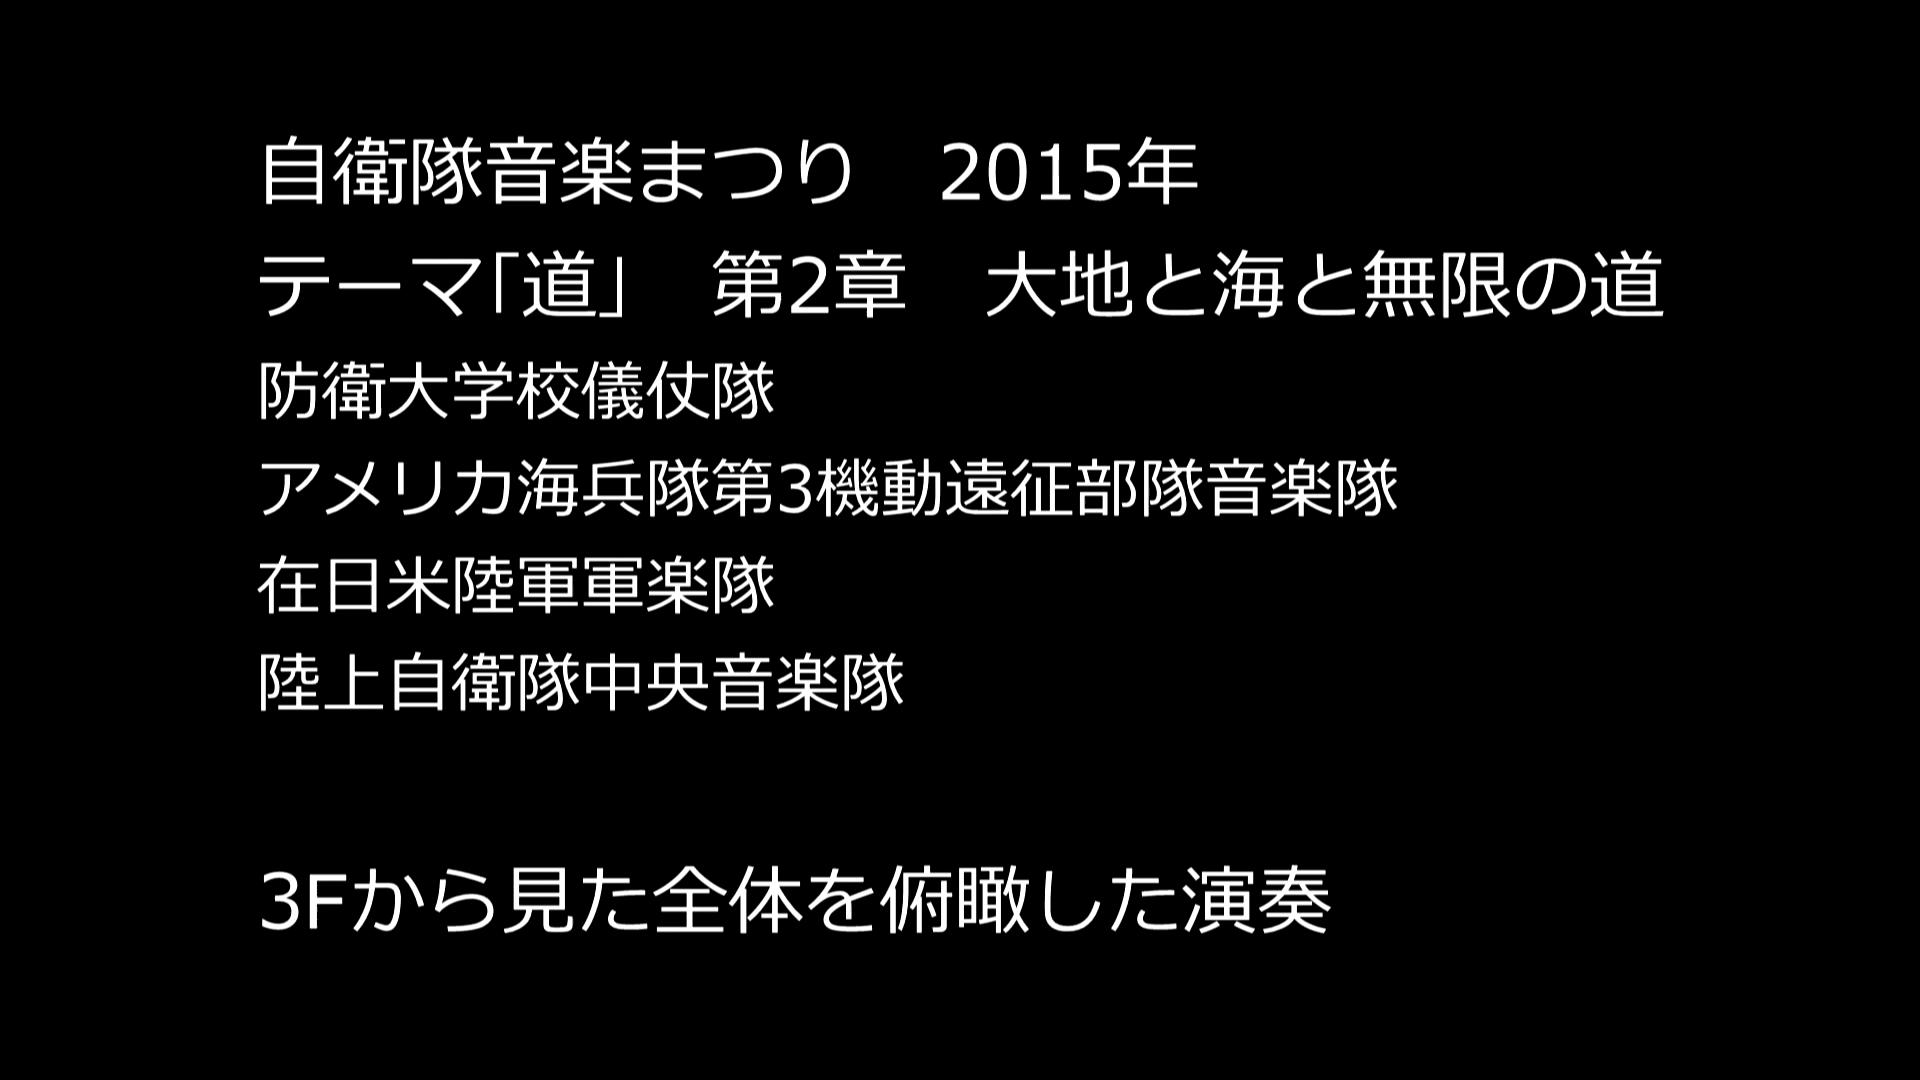 自衛隊音楽まつり　2015年
テーマ「道」　第2章　大地と海と無限の道
防衛大学校儀仗隊
アメリカ海兵隊第3機動遠征部隊音楽隊
在日米陸軍軍楽隊
陸上自衛隊中央音楽隊
3Fから見た全体を俯瞰した演奏